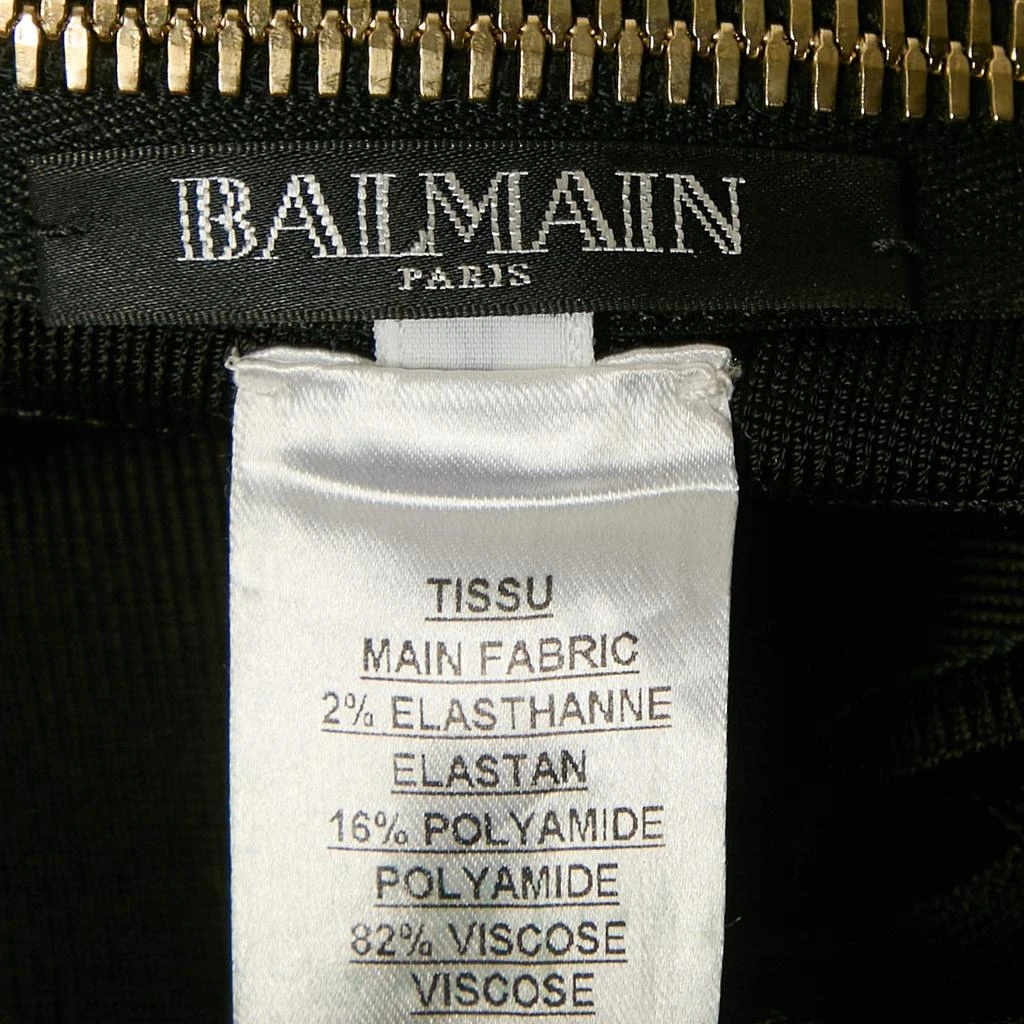 BALMAIN
PARIS
TISSU
MAIN FABRIC
2% ELASTHANNE
ELASTAN
16% POLYAMIDE
POLYAMIDE
82% VISCOSE
VISCOSE